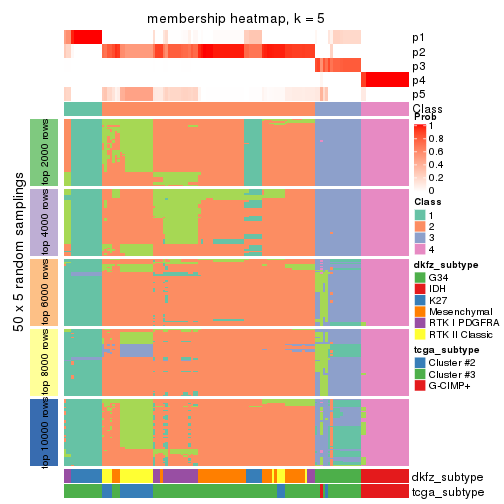 membership heatmap, k = 5
p1
p2
p3
p4
p5
Class
50 x 5 random samplings
top 2000 rows
top 4000 rows
top 6000 rows
top 8000 rows
top 10000 rows
Prob
1
0.8
0.6
0.4
0.2
0
Class
1
2
3
4
dkfz_subtype
G34
IDH
K27
Mesenchymal
RTK I PDGFRA
RTK II Classic
tcga_subtype
Cluster #2
Cluster #3
G-CIMP+
dkfz_subtype
tcga_subtype